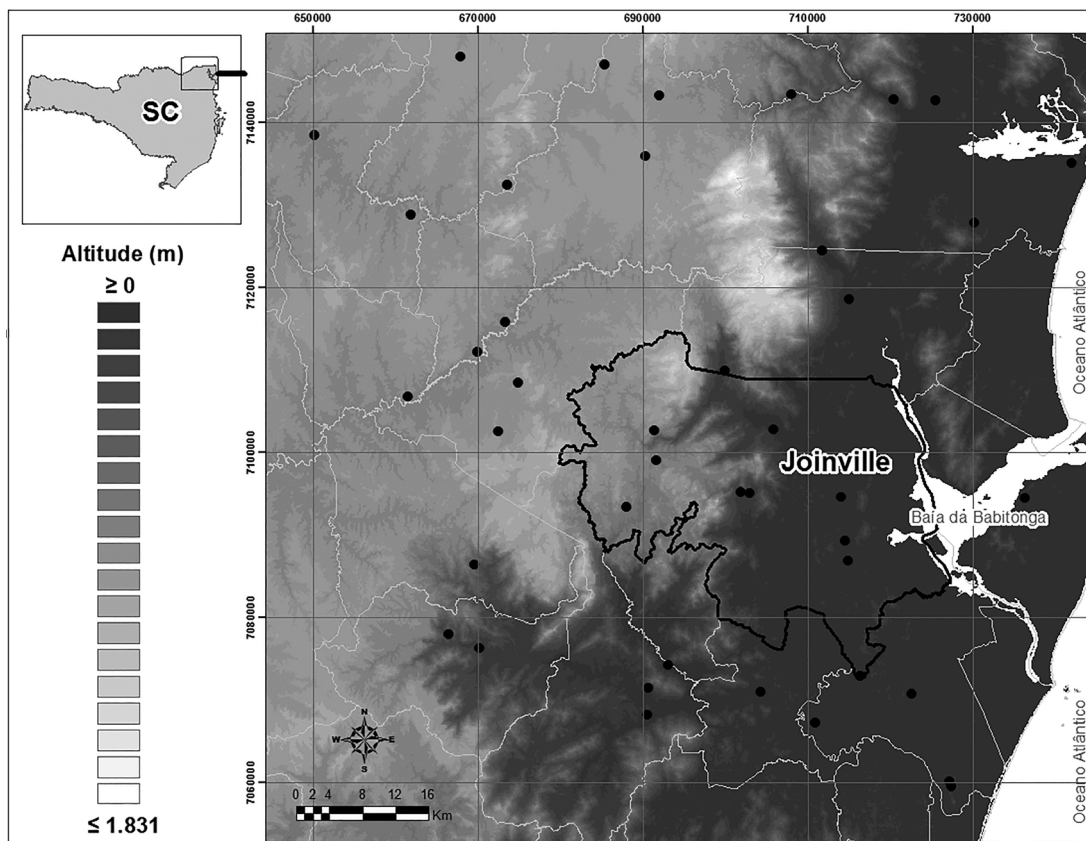 650000 670000 690000 710000 730000
SC
Altitude (m)
≥ 0
≤ 1.831
7140000
7120000
7100000
7080000
7060000
Joinville
Baía da Babitonga
Oceano Atlântico
Oceano Atlântico
N
W E
S
0 2 4 8 12 16
Km